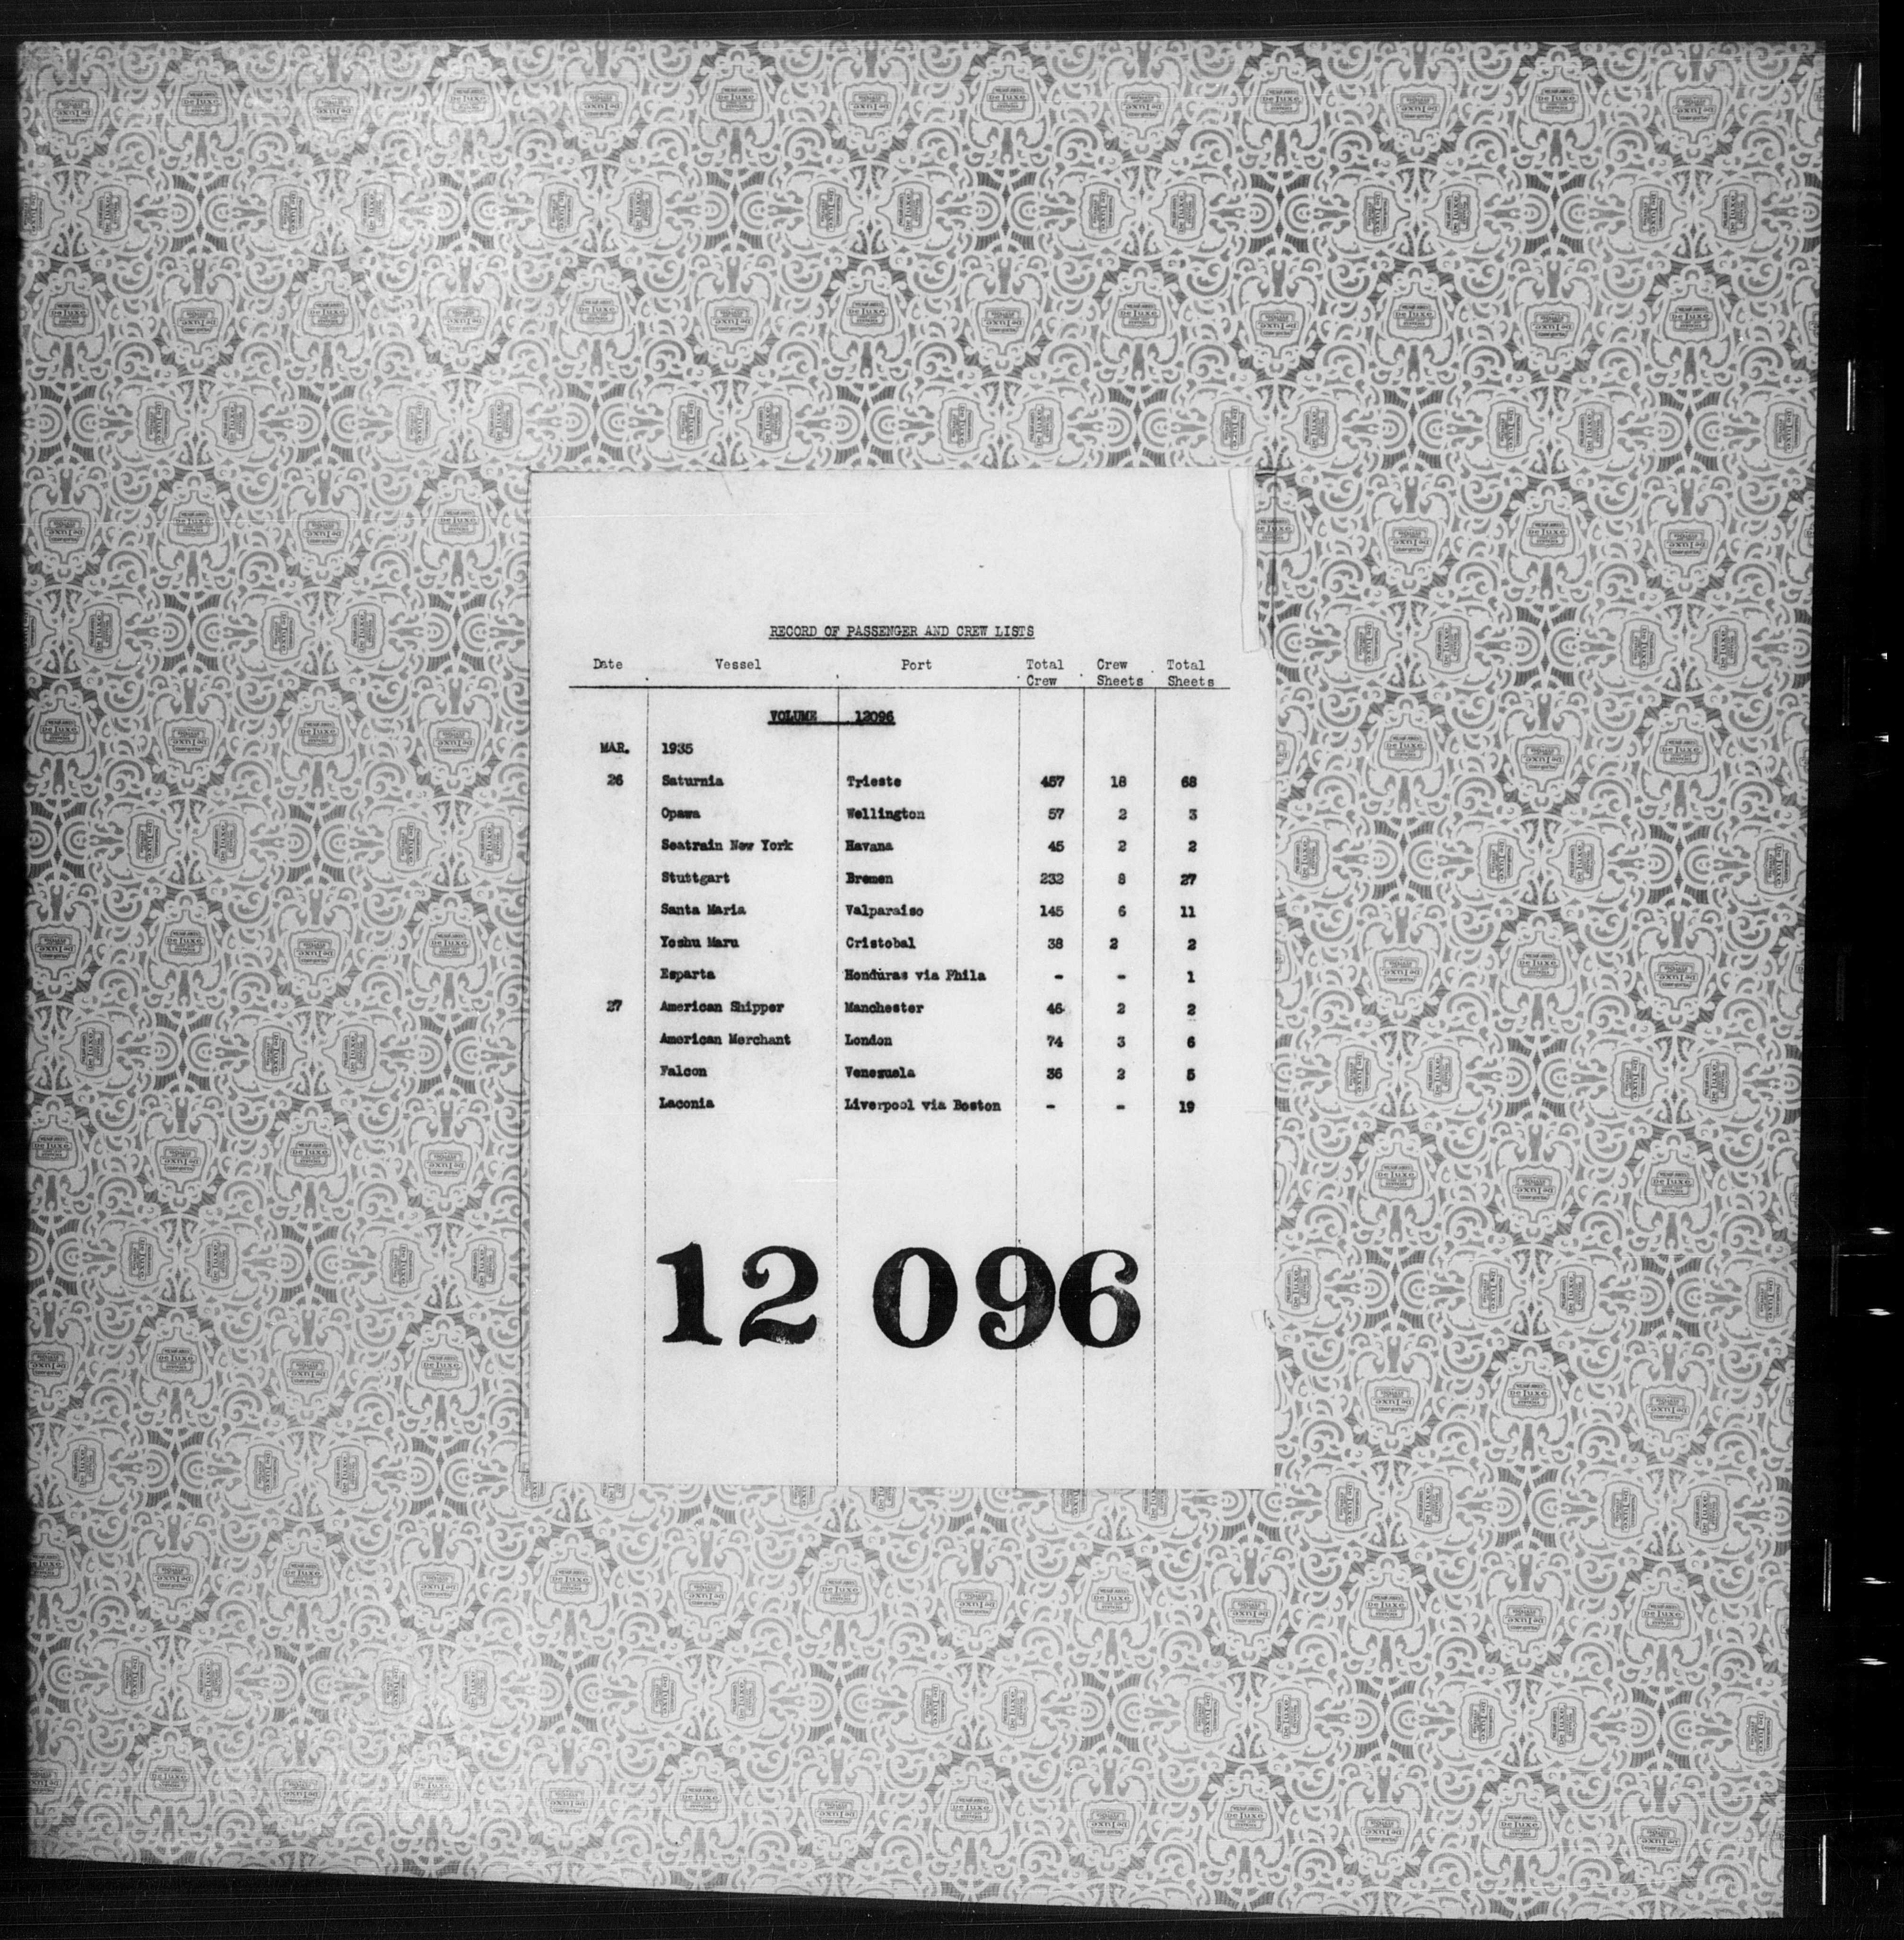 RECORD OF PASSENGER AND CREW LISTS
Date Vessel Port Total Crew Total
Crew Sheets Sheets
VOLUME 12096
MAR. 1935
26 Saturnia Trieste 457 18 68
Opawa Wellington 57 2 3
Seatrain New York Havana 45 2 2
Stuttgart Bremen 232 8 27
Santa Maria Valparaiso 145 6 11
Yoshu Maru Cristobal 38 2 2
Esparta Honduras via Phila - - 1
27 American Shipper Manchester 46 2 2
American Merchant London 74 3 6
Falcon Venezuela 36 2 5
Laconia Liverpool via Boston - - 19
12 096
De Luxe